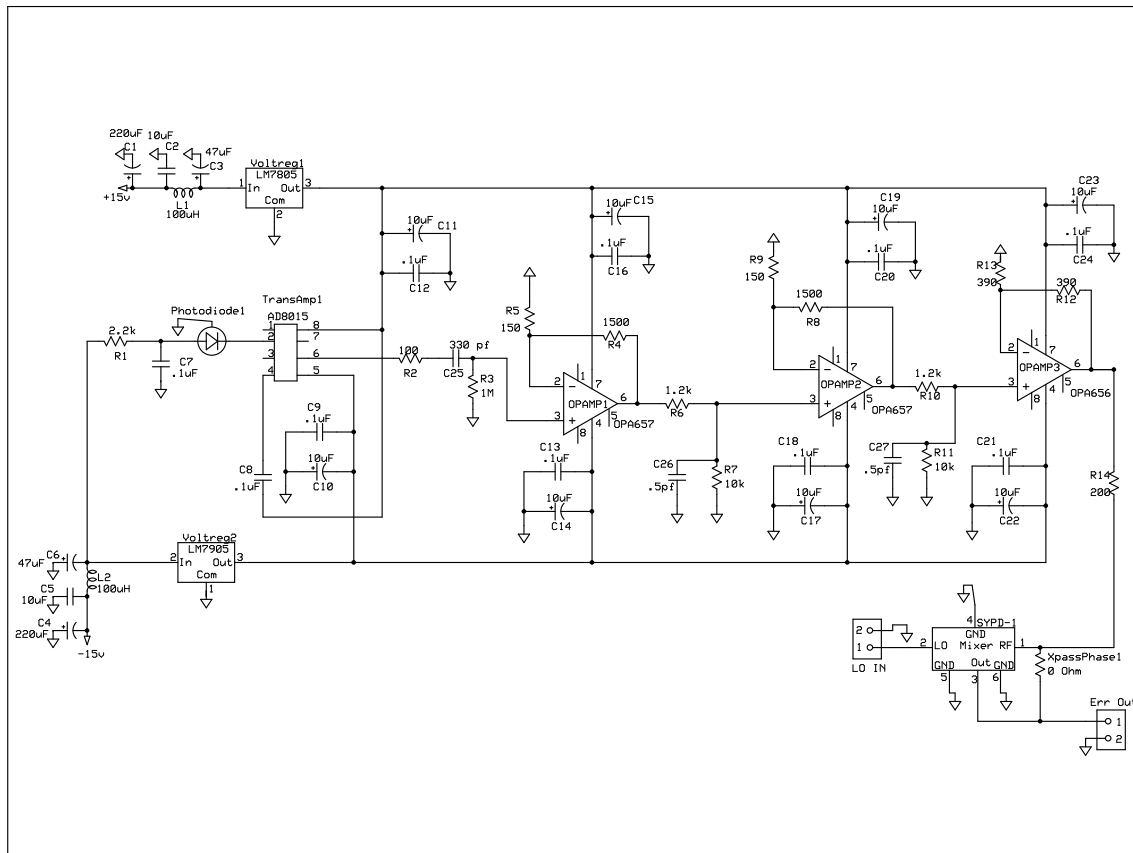 220uF
C1
10uF
C2
47uF
C3
+15v
L1
100uH
Voltreg1
LM7805
1
In
Out
3
Com
2
10uF
C11
.1uF
C12
10uF
C15
.1uF
C16
10uF
C19
.1uF
C20
C23
10uF
.1uF
C24
TransAmp1
AD8015
Photodiode1
2.2k
R1
C7
.1uF
1
2
3
4
8
7
6
5
100
R2
330 pf
C25
R3
1M
R5
150
1500
R4
2
3
1
7
6
5
4
8
OPAMP1
OPA657
1.2k
R6
R9
150
1500
R8
2
3
1
7
6
5
4
8
OPAMP2
OPA657
1.2k
R10
R13
390
390
R12
2
3
1
7
6
5
4
8
OPAMP3
OPA656
C9
.1uF
10uF
C10
C8
.1uF
C13
.1uF
10uF
C14
C26
.5pf
R7
10k
C18
.1uF
10uF
C17
C27
.5pf
R11
10k
C21
.1uF
10uF
C22
R14
200
C6
47uF
L2
100uH
C5
10uF
C4
220uF
-15v
Voltreg2
LM7905
2
In
Out
3
Com
1
2
1
LO IN
4
SYPD-1
GND
2
LO
Mixer
RF
1
Out
GND
GND
5
3
6
XpassPhase1
0 Ohm
Err Out
1
2